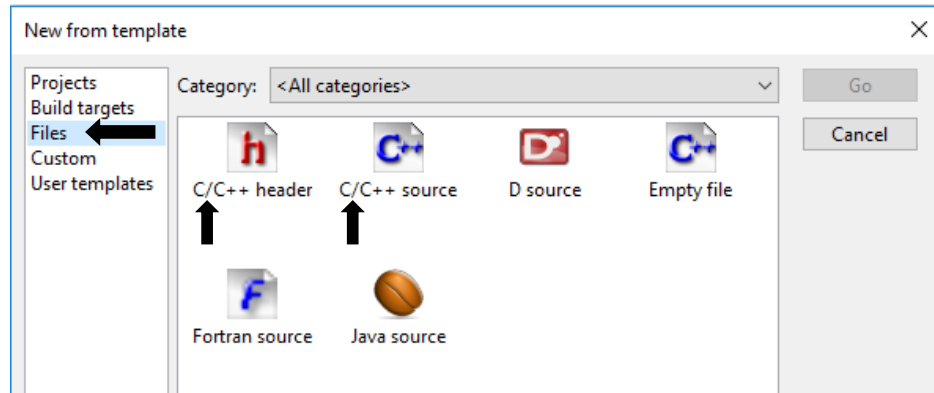 New from template
Projects
Build targets
Files
Custom
User templates
Category: <All categories>
Go
Cancel
h
C++
D
C++
C/C++ header
C/C++ source
D source
Empty file
F
Fortran source
Java source